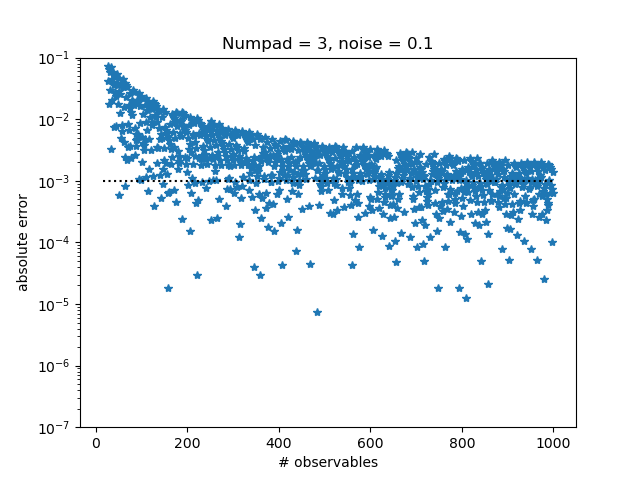 Numpad = 3, noise = 0.1
absolute error
10⁻¹
10⁻²
10⁻³
10⁻⁴
10⁻⁵
10⁻⁶
10⁻⁷
0 200 400 600 800 1000
# observables